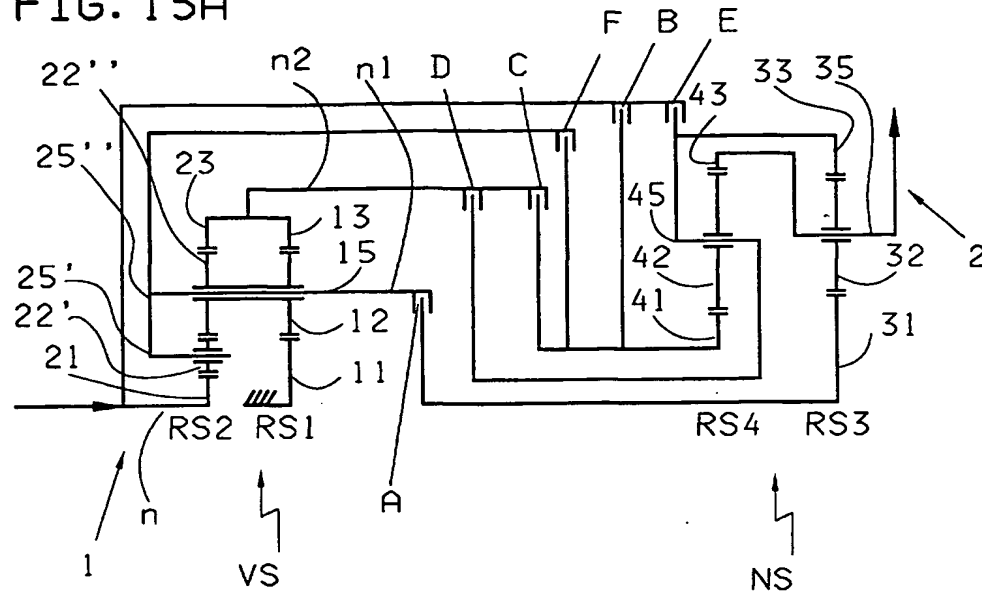 FIG. 15A
F B E
22'' n2 n1 D C 43 33 35
25'' 23 13 45
15 2
25' 42 32
22' 12 41 31
21 11
RS2 RS1 RS4 RS3
n A
1 VS NS